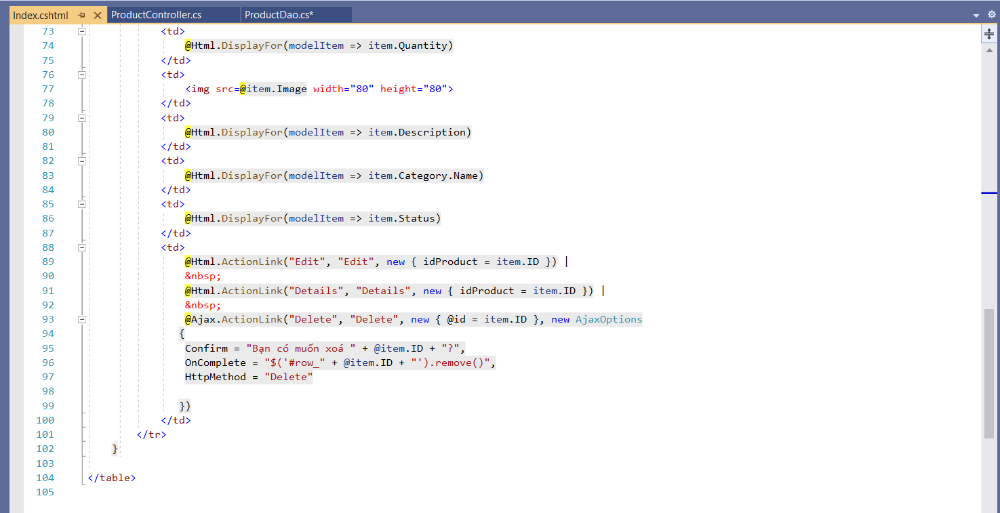 Index.cshtml ProductController.cs ProductDao.cs*
73 <td>
74 @Html.DisplayFor(modelItem => item.Quantity)
75 </td>
76 <td>
77 <img src=@item.Image width="80" height="80">
78 </td>
79 <td>
80 @Html.DisplayFor(modelItem => item.Description)
81 </td>
82 <td>
83 @Html.DisplayFor(modelItem => item.Category.Name)
84 </td>
85 <td>
86 @Html.DisplayFor(modelItem => item.Status)
87 </td>
88 <td>
89 @Html.ActionLink("Edit", "Edit", new { idProduct = item.ID }) |
90 &nbsp;
91 @Html.ActionLink("Details", "Details", new { idProduct = item.ID }) |
92 &nbsp;
93 @Ajax.ActionLink("Delete", "Delete", new { @id = item.ID }, new AjaxOptions
94 {
95 Confirm = "Bạn có muốn xoá " + @item.ID + "?",
96 OnComplete = "$('#row_" + @item.ID + "').remove()",
97 HttpMethod = "Delete"
98
99 })
100 </td>
101 </tr>
102 }
103
104 </table>
105